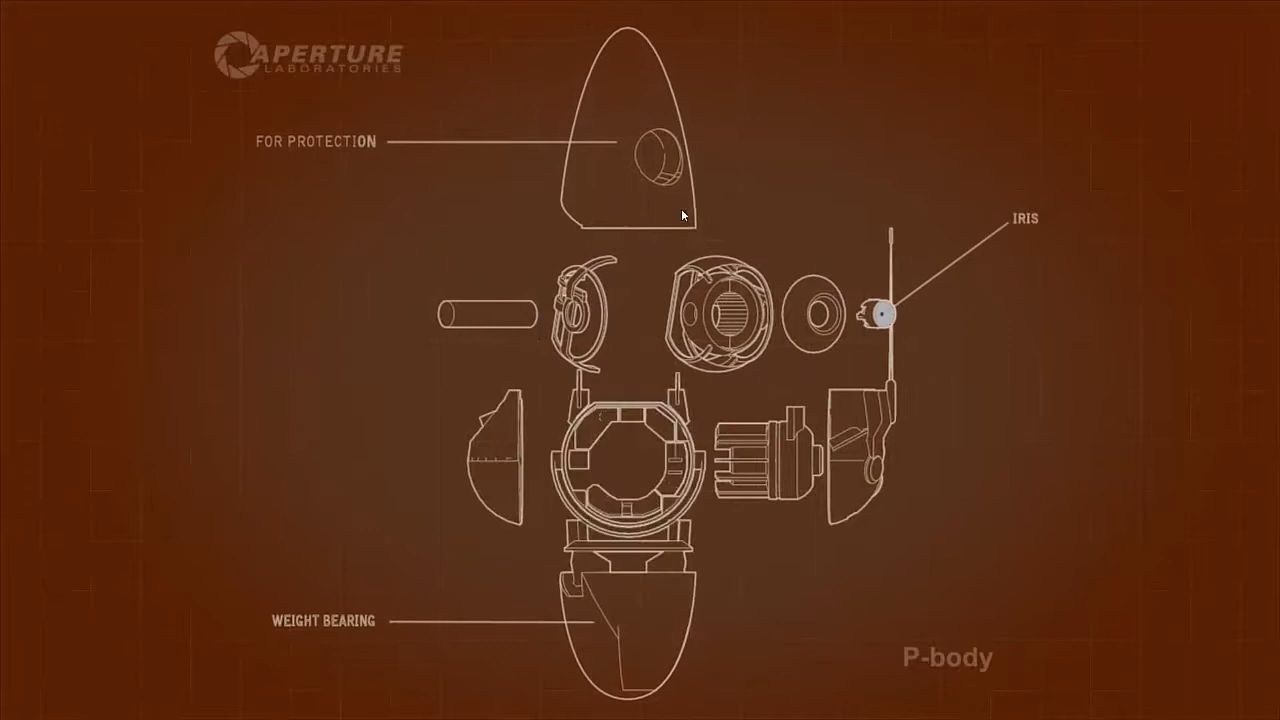 APERTURE
LABORATORIES
FOR PROTECTION
IRIS
WEIGHT BEARING
P-body